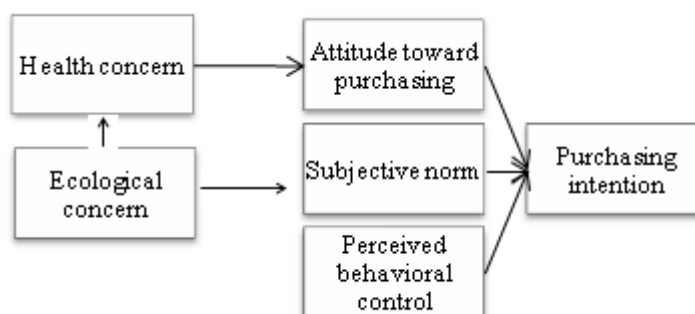 Health concern
Attitude toward
purchasing
Ecological
concern
Subjective norm
Purchasing
intention
Perceived
behavioral
control